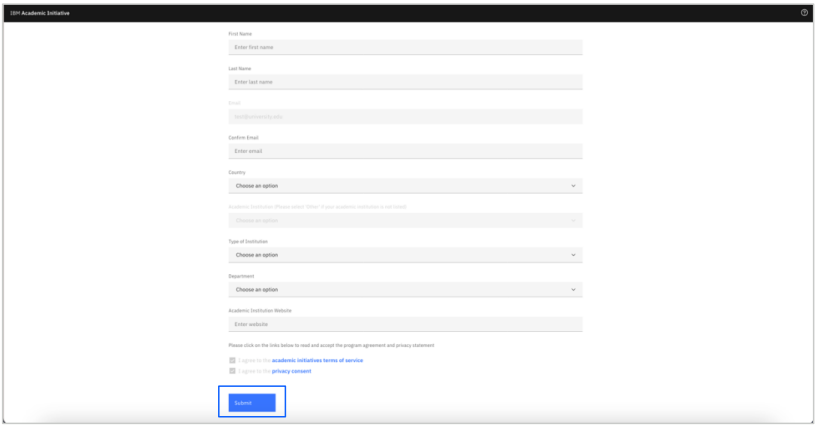 IBM Academic Initiative
First Name
Enter first name
Last Name
Enter last name
Email
test@university.edu
Confirm Email
Enter email
Country
Choose an option
Academic Institution (Please select "Other" if your academic institution is not listed)
Choose an option
Type of Institution
Choose an option
Department
Choose an option
Academic Institution Website
Enter website
Please click on the links below to read and accept the program agreement and privacy statement
I agree to the academic initiatives terms of service
I agree to the privacy consent
Submit